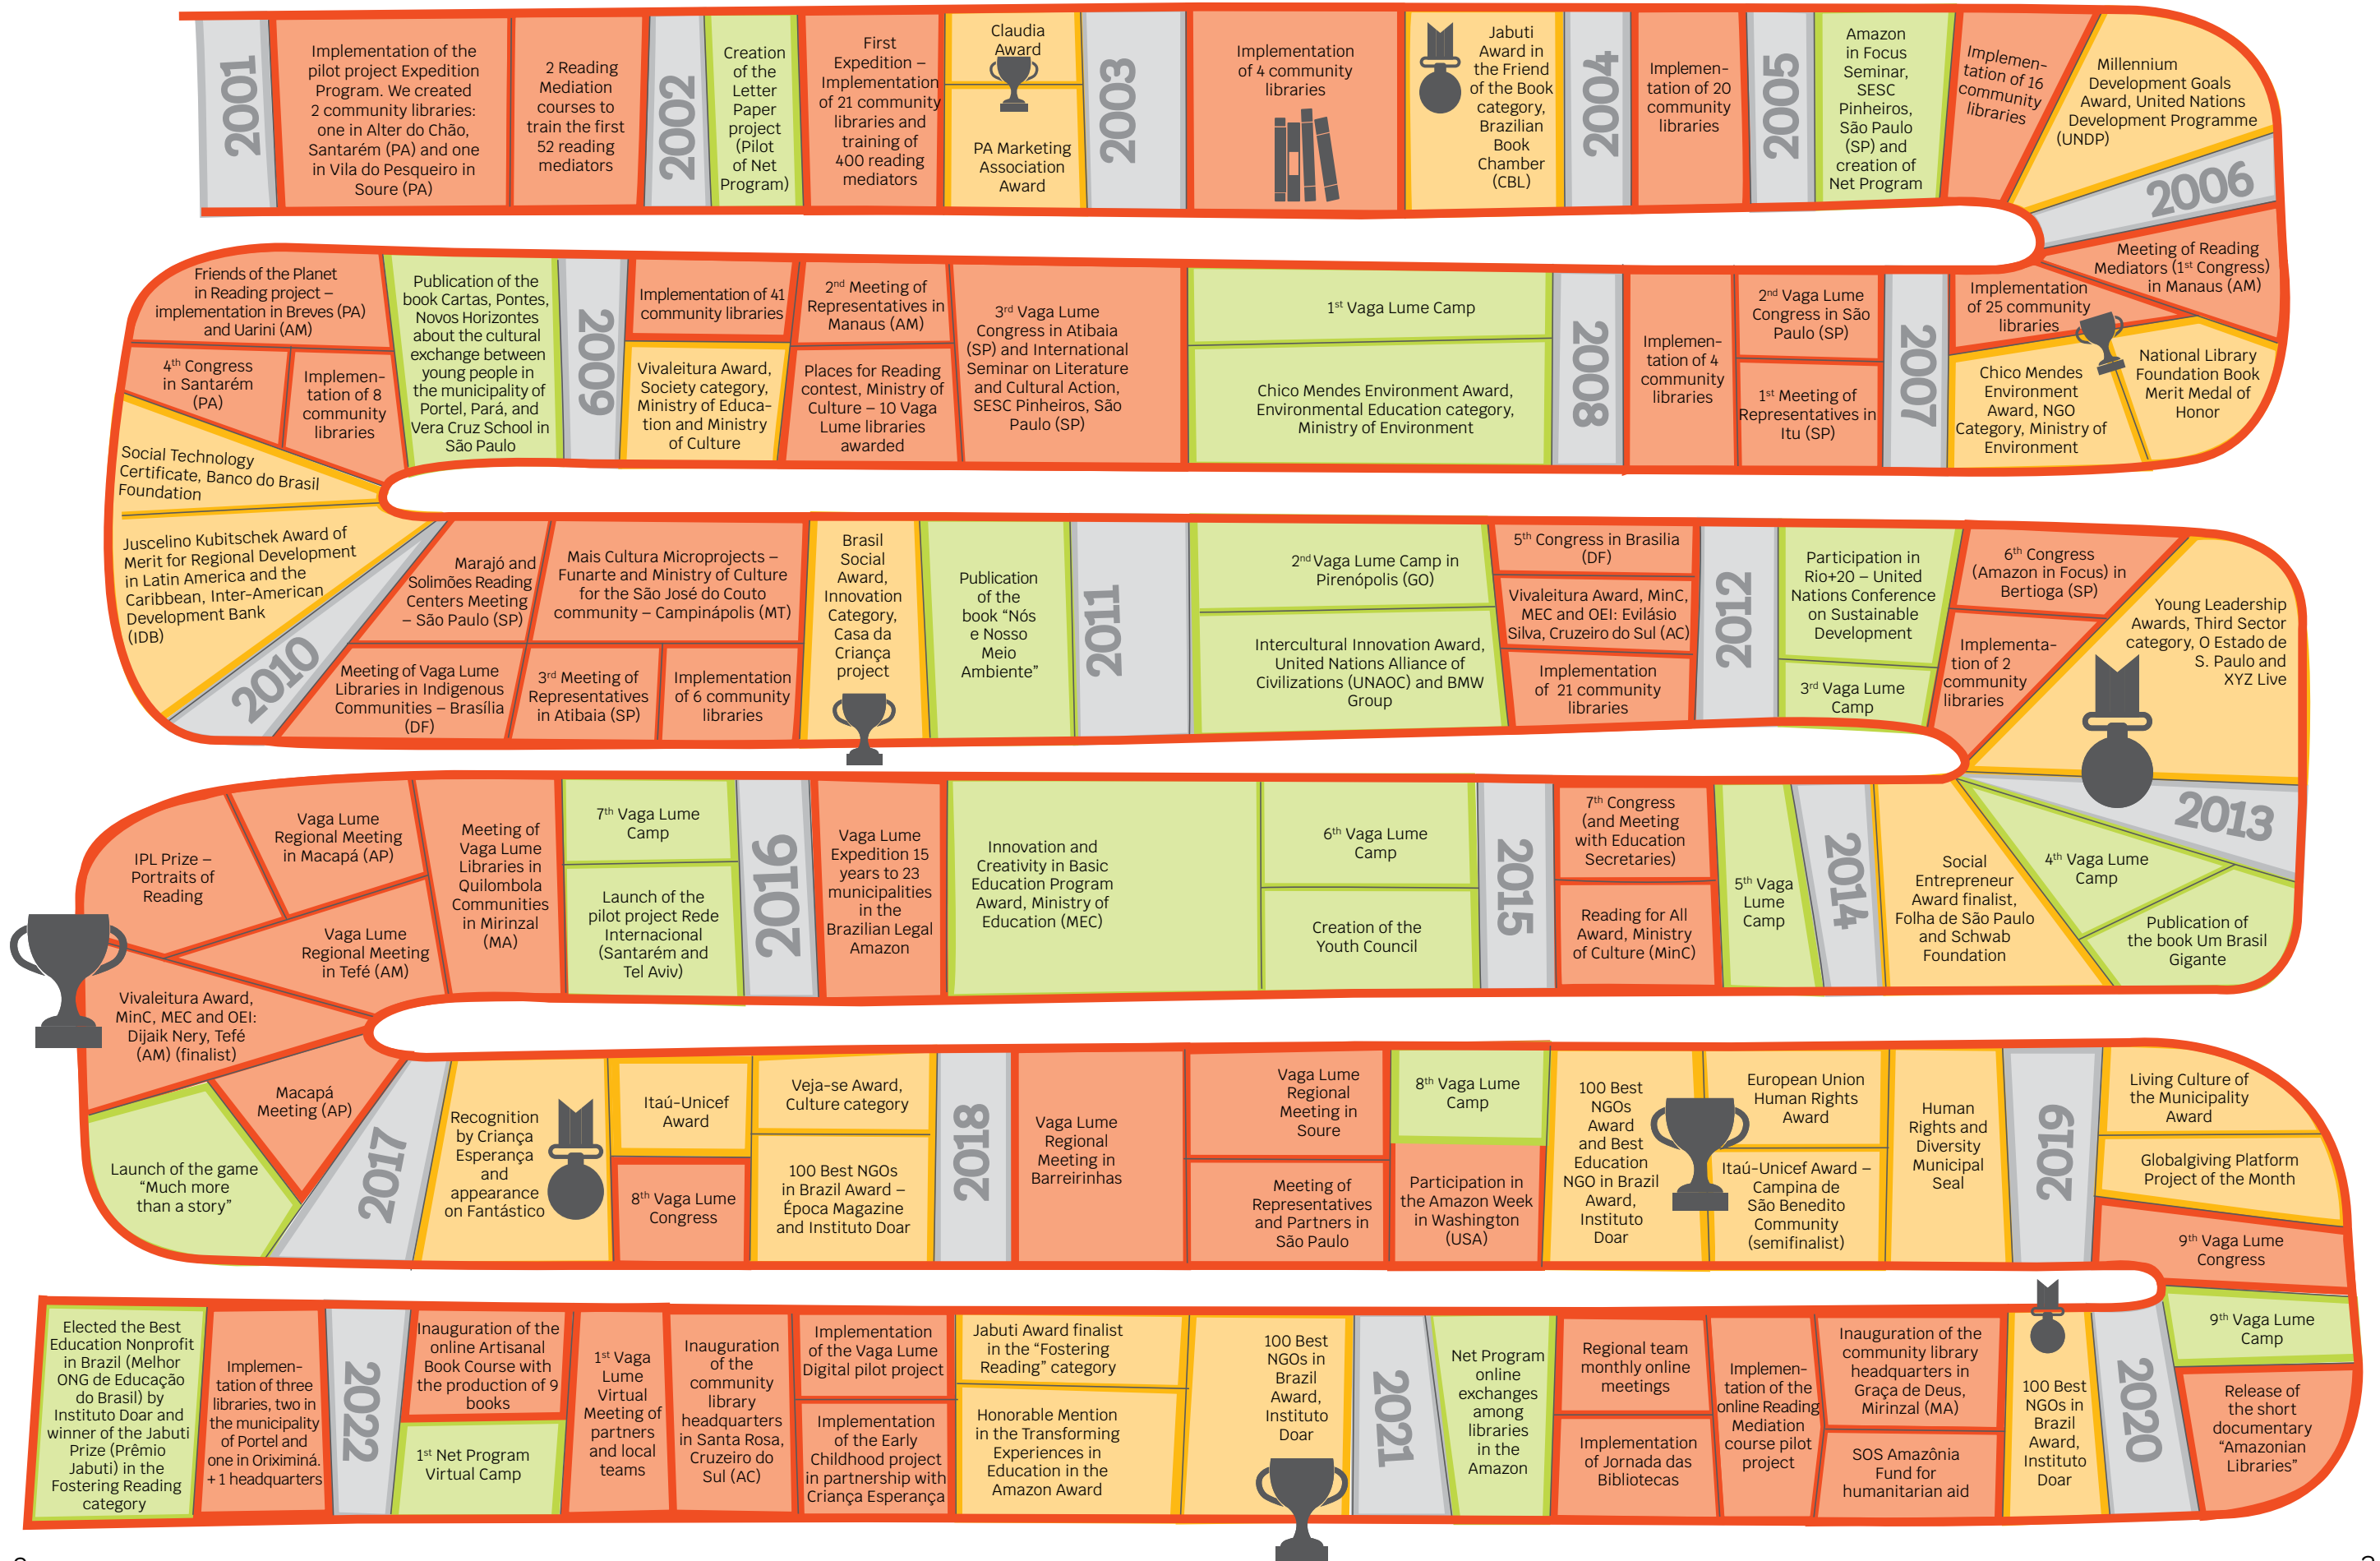 2001
Implementation of the
pilot project Expedition
Program. We created
2 community libraries:
one in Alter do Chão,
Santarém (PA) and one
in Vila do Pesqueiro in
Soure (PA)
2 Reading
Mediation
courses to
train the first
52 reading
mediators
2002
Creation
of the
Letter
Paper
project
(Pilot
of Net
Program)
First
Expedition –
Implementation
of 21 community
libraries and
training of
400 reading
mediators
Claudia
Award
PA Marketing
Association
Award
2003
Implementation
of 4 community
libraries
Jabuti
Award in
the Friend
of the Book
category,
Brazilian
Book
Chamber
(CBL)
2004
Implemen-
tation of 20
community
libraries
2005
Amazon
in Focus
Seminar,
SESC
Pinheiros,
São Paulo
(SP) and
creation of
Net Program
Implemen-
tation of 16
community
libraries
Millennium
Development Goals
Award, United Nations
Development Programme
(UNDP)
2006
Meeting of Reading
Mediators (1st Congress)
in Manaus (AM)
Implementation
of 25 community
libraries
National Library
Foundation Book
Merit Medal of
Honor
Chico Mendes
Environment
Award, NGO
Category, Ministry of
Environment
2007
2nd Vaga Lume
Congress in São
Paulo (SP)
1st Meeting of
Representatives in
Itu (SP)
Implemen-
tation of 4
community
libraries
2008
1st Vaga Lume Camp
Chico Mendes Environment Award,
Environmental Education category,
Ministry of Environment
3rd Vaga Lume
Congress in Atibaia
(SP) and International
Seminar on Literature
and Cultural Action,
SESC Pinheiros, São
Paulo (SP)
2nd Meeting of
Representatives in
Manaus (AM)
Places for Reading
contest, Ministry of
Culture – 10 Vaga
Lume libraries
awarded
Implementation of 41
community libraries
Vivaleitura Award,
Society category,
Ministry of Educa-
tion and Ministry
of Culture
2009
Publication of the
book Cartas, Pontes,
Novos Horizontes
about the cultural
exchange between
young people in
the municipality of
Portel, Pará, and
Vera Cruz School in
São Paulo
Friends of the Planet
in Reading project –
implementation in Breves (PA)
and Uarini (AM)
4th Congress
in Santarém
(PA)
Implemen-
tation of 8
community
libraries
Social Technology
Certificate, Banco do Brasil
Foundation
Juscelino Kubitschek Award of
Merit for Regional Development
in Latin America and the
Caribbean, Inter-American
Development Bank
(IDB)
2010
Marajó and
Solimões Reading
Centers Meeting
– São Paulo (SP)
Meeting of Vaga Lume
Libraries in Indigenous
Communities – Brasília
(DF)
Mais Cultura Microprojects –
Funarte and Ministry of Culture
for the São José do Couto
community – Campinápolis (MT)
3rd Meeting of
Representatives
in Atibaia (SP)
Implementation
of 6 community
libraries
Brasil
Social
Award,
Innovation
Category,
Casa da
Criança
project
Publication
of the
book “Nós
e Nosso
Meio
Ambiente”
2011
2nd Vaga Lume Camp in
Pirenópolis (GO)
Intercultural Innovation Award,
United Nations Alliance of
Civilizations (UNAOC) and BMW
Group
5th Congress in Brasilia
(DF)
Vivaleitura Award, MinC,
MEC and OEI: Evilásio
Silva, Cruzeiro do Sul (AC)
Implementation
of 21 community
libraries
2012
Participation in
Rio+20 – United
Nations Conference
on Sustainable
Development
3rd Vaga Lume
Camp
6th Congress
(Amazon in Focus) in
Bertioga (SP)
Implementa-
tion of 2
community
libraries
Young Leadership
Awards, Third Sector
category, O Estado de
S. Paulo and
XYZ Live
2013
4th Vaga Lume
Camp
Publication of
the book Um Brasil
Gigante
Social
Entrepreneur
Award finalist,
Folha de São Paulo
and Schwab
Foundation
2014
5th Vaga
Lume
Camp
7th Congress
(and Meeting
with Education
Secretaries)
Reading for All
Award, Ministry
of Culture (MinC)
2015
6th Vaga Lume
Camp
Creation of the
Youth Council
Innovation and
Creativity in Basic
Education Program
Award, Ministry of
Education (MEC)
Vaga Lume
Expedition 15
years to 23
municipalities
in the
Brazilian Legal
Amazon
2016
7th Vaga Lume
Camp
Launch of the
pilot project Rede
Internacional
(Santarém and
Tel Aviv)
Meeting of
Vaga Lume
Libraries in
Quilombola
Communities
in Mirinzal
(MA)
Vaga Lume
Regional Meeting
in Macapá (AP)
Vaga Lume
Regional Meeting
in Tefé (AM)
IPL Prize –
Portraits of
Reading
Vivaleitura Award,
MinC, MEC and OEI:
Dijaik Nery, Tefé
(AM) (finalist)
Macapá
Meeting (AP)
Launch of the game
“Much more
than a story”
2017
Recognition
by Criança
Esperança
and
appearance
on Fantástico
Itaú-Unicef
Award
8th Vaga Lume
Congress
Veja-se Award,
Culture category
100 Best NGOs
in Brazil Award –
Época Magazine
and Instituto Doar
2018
Vaga Lume
Regional
Meeting in
Barreirinhas
Vaga Lume
Regional
Meeting in
Soure
Meeting of
Representatives
and Partners in
São Paulo
8th Vaga Lume
Camp
Participation in
the Amazon Week
in Washington
(USA)
100 Best
NGOs
Award
and Best
Education
NGO in Brazil
Award,
Instituto
Doar
European Union
Human Rights
Award
Itaú-Unicef Award –
Campina de
São Benedito
Community
(semifinalist)
Human
Rights and
Diversity
Municipal
Seal
2019
Living Culture of
the Municipality
Award
Globalgiving Platform
Project of the Month
9th Vaga Lume
Congress
9th Vaga Lume
Camp
Release of
the short
documentary
“Amazonian
Libraries”
2020
100 Best
NGOs in
Brazil
Award,
Instituto
Doar
Inauguration of the
community library
headquarters in
Graça de Deus,
Mirinzal (MA)
SOS Amazônia
Fund for
humanitarian aid
Implemen-
tation of the
online Reading
Mediation
course pilot
project
Regional team
monthly online
meetings
Implementation
of Jornada das
Bibliotecas
Net Program
online
exchanges
among
libraries
in the
Amazon
2021
100 Best
NGOs in
Brazil
Award,
Instituto
Doar
Jabuti Award finalist
in the “Fostering
Reading” category
Honorable Mention
in the Transforming
Experiences in
Education in the
Amazon Award
Implementation
of the Vaga Lume
Digital pilot project
Implementation
of the Early
Childhood project
in partnership with
Criança Esperança
Inauguration
of the
community
library
headquarters
in Santa Rosa,
Cruzeiro do
Sul (AC)
1st Vaga
Lume
Virtual
Meeting of
partners
and local
teams
Inauguration of the
online Artisanal
Book Course with
the production of 9
books
1st Net Program
Virtual Camp
2022
Implemen-
tation of three
libraries, two in
the municipality
of Portel and
one in Oriximiná.
+ 1 headquarters
Elected the Best
Education Nonprofit
in Brazil (Melhor
ONG de Educação
do Brasil) by
Instituto Doar and
winner of the Jabuti
Prize (Prêmio
Jabuti) in the
Fostering Reading
category